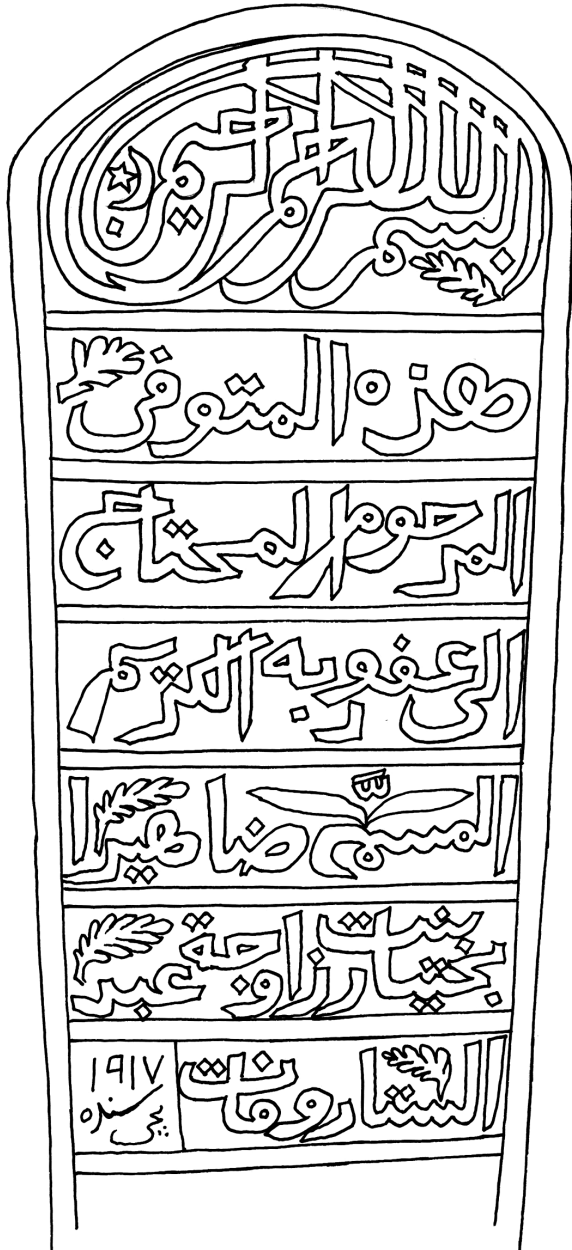 بسم الله الرحمن الرحيم
هذه المتوفى
المرحوم المحتاج
الى عفو ربه الكريم
المسمى ضاهيرا
بنت بختيار زاوجة عبد
الستار وفات ١٩١٧ سنده